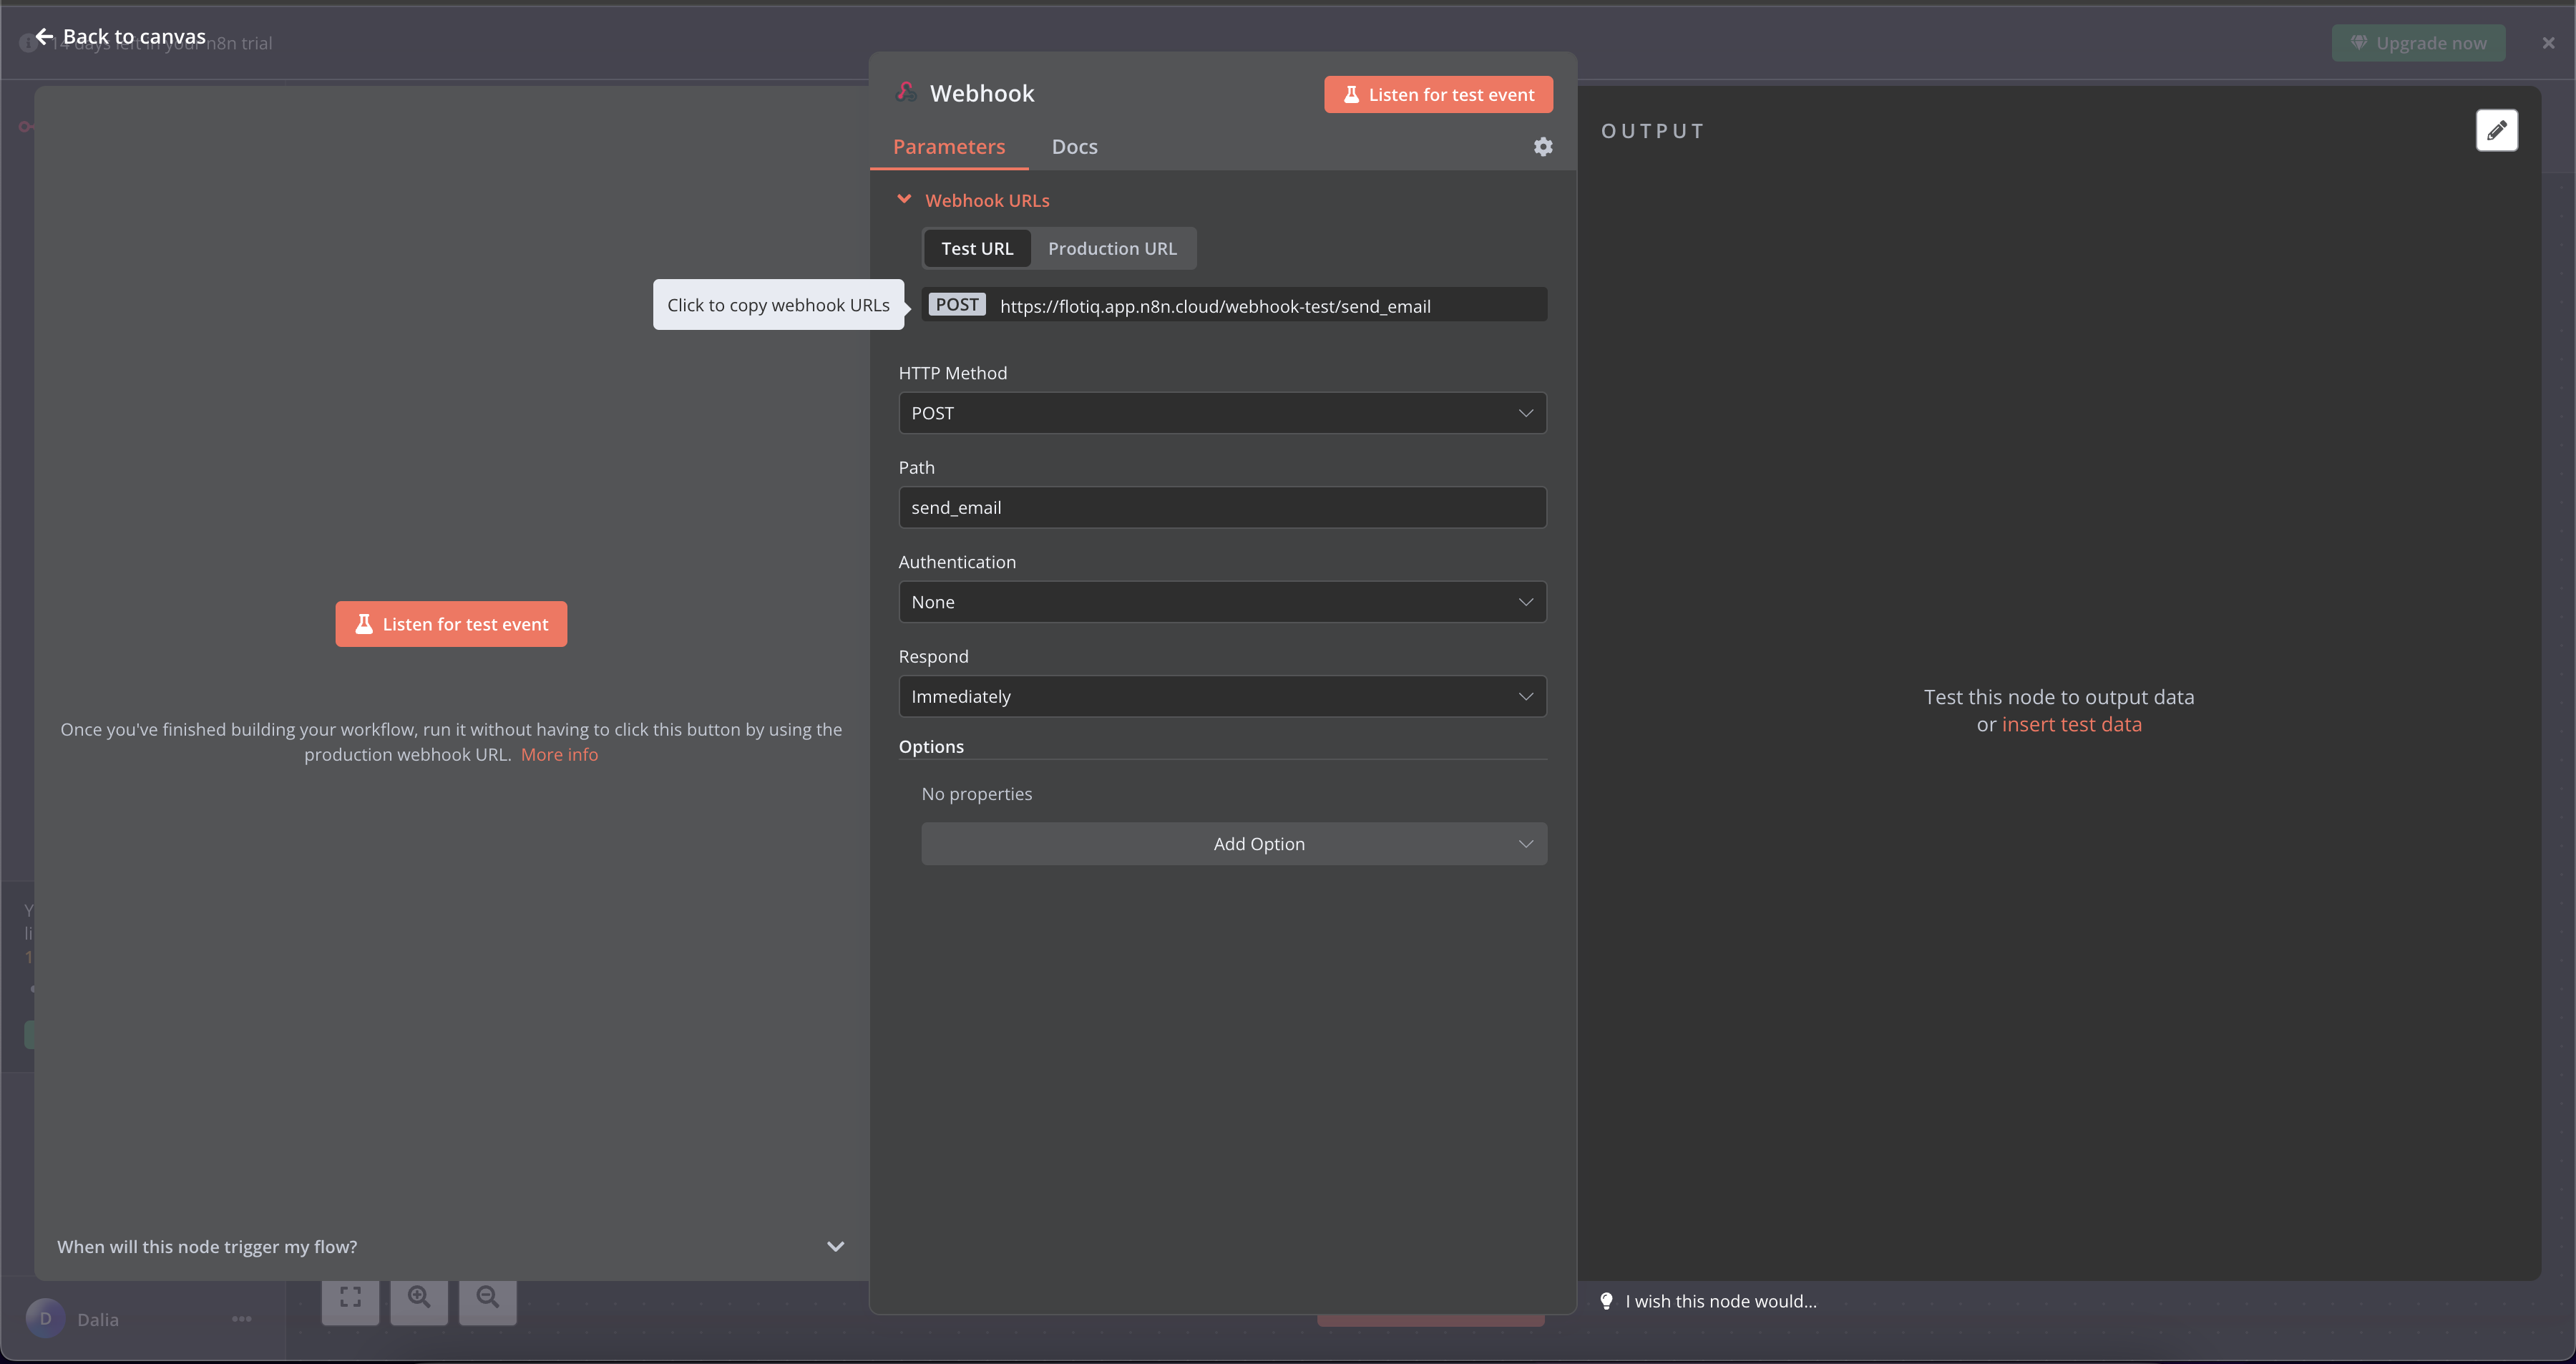 Back to canvas
14 days left in your n8n trial
Upgrade now
Webhook
Listen for test event
Parameters
Docs
OUTPUT
Webhook URLs
Test URL
Production URL
Click to copy webhook URLs
POST
https://flotiq.app.n8n.cloud/webhook-test/send_email
HTTP Method
POST
Path
send_email
Authentication
None
Listen for test event
Respond
Immediately
Test this node to output data
or insert test data
Once you've finished building your workflow, run it without having to click this button by using the
production webhook URL. More info
Options
No properties
Add Option
Y
li
1
When will this node trigger my flow?
D
Dalia
I wish this node would...